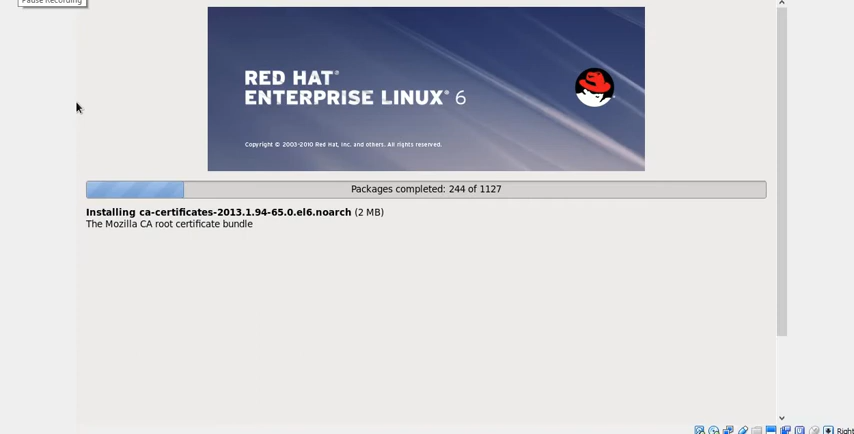 Pause Recording
RED HAT®
ENTERPRISE LINUX® 6
Copyright © 2003-2010 Red Hat, Inc. and others. All rights reserved.
Packages completed: 244 of 1127
Installing ca-certificates-2013.1.94-65.0.el6.noarch (2 MB)
The Mozilla CA root certificate bundle
Right